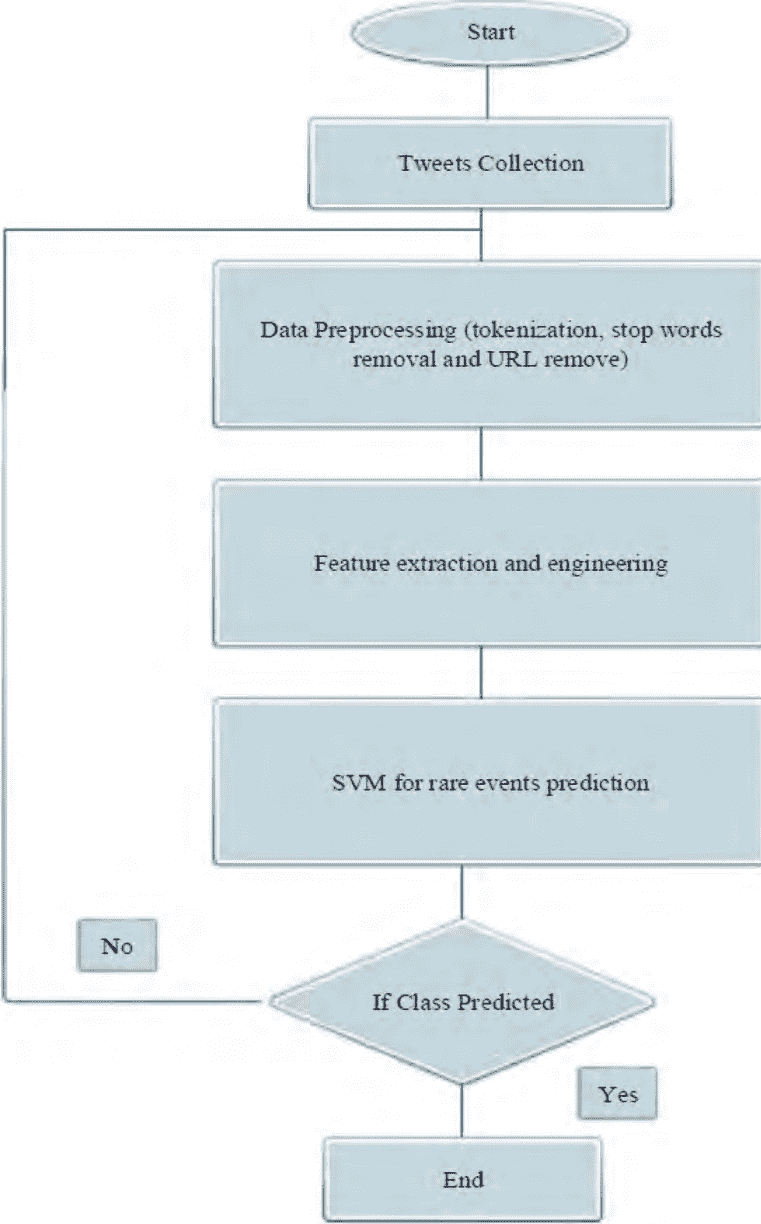 Start
Tweets Collection
Data Preprocessing (tokenization, stop words
removal and URL remove)
Feature extraction and engineering
SVM for rare events prediction
No
If Class Predicted
Yes
End